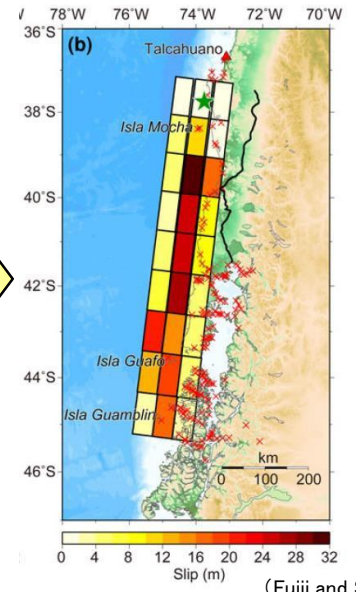 78°W 76°W 74°W 72°W 70°W
36°S
(b)
Talcahuano
38°S
Isla Mocha
40°S
42°S
44°S
Isla Guafo
Isla Guamblin
km
0 100 200
46°S
0 4 8 12 16 20 24 28 32
Slip (m)
(Fujii and